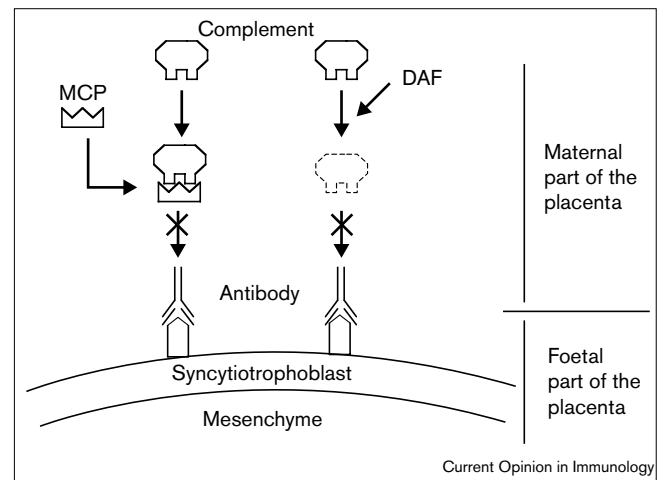 Complement
DAF
MCP
Maternal
part of the
placenta
Antibody
Syncytiotrophoblast
Mesenchyme
Foetal
part of the
placenta
Current Opinion in Immunology